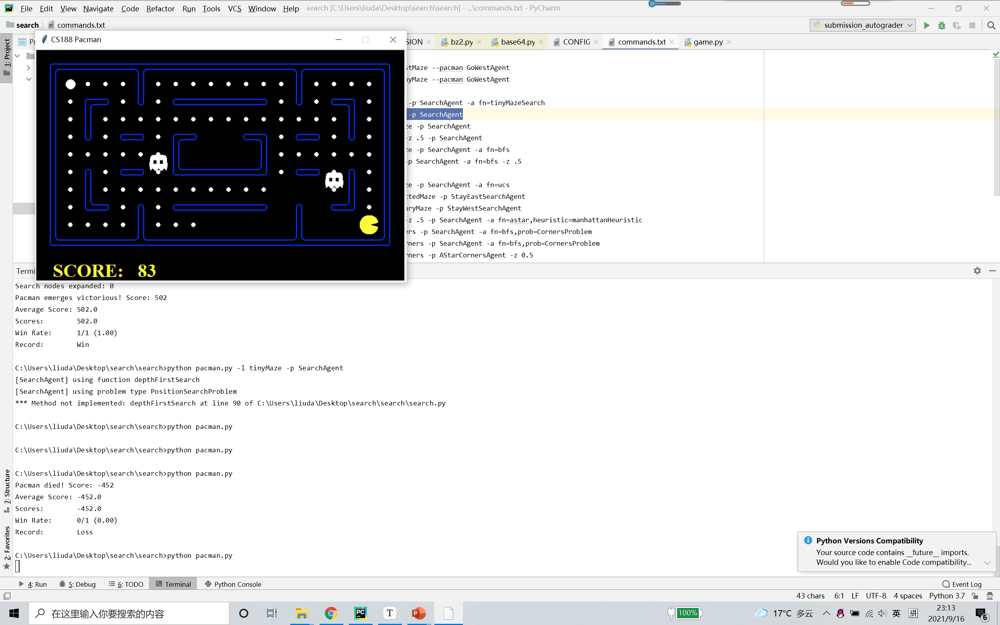 File Edit View Navigate Code Refactor Run Tools VCS Window Help search [C:\Users\liuda\Desktop\search\search] - ...\commands.txt - PyCharm
search commands.txt submission_autograder
CS188 Pacman
1: Project
SION bz2.py base64.py CONFIG commands.txt game.py
stMaze --pacman GoWestAgent
nyMaze --pacman GoWestAgent
-p SearchAgent -a fn=tinyMazeSearch
-p SearchAgent
ze -p SearchAgent
-z .5 -p SearchAgent
ze -p SearchAgent -a fn=bfs
-p SearchAgent -a fn=bfs -z .5
ze -p SearchAgent -a fn=ucs
ttedMaze -p StayEastSearchAgent
aryMaze -p StayWestSearchAgent
-z .5 -p SearchAgent -a fn=astar,heuristic=manhattanHeuristic
ers -p SearchAgent -a fn=bfs,prob=CornersProblem
rners -p SearchAgent -a fn=bfs,prob=CornersProblem
rners -p AStarCornersAgent -z 0.5
SCORE: 83
Termi
Search nodes expanded: 0
Pacman emerges victorious! Score: 502
Average Score: 502.0
Scores: 502.0
Win Rate: 1/1 (1.00)
Record: Win
C:\Users\liuda\Desktop\search\search>python pacman.py -l tinyMaze -p SearchAgent
[SearchAgent] using function depthFirstSearch
[SearchAgent] using problem type PositionSearchProblem
*** Method not implemented: depthFirstSearch at line 90 of C:\Users\liuda\Desktop\search\search\search.py
C:\Users\liuda\Desktop\search\search>python pacman.py
C:\Users\liuda\Desktop\search\search>python pacman.py
C:\Users\liuda\Desktop\search\search>python pacman.py
Pacman died! Score: -452
Average Score: -452.0
Scores: -452.0
Win Rate: 0/1 (0.00)
Record: Loss
C:\Users\liuda\Desktop\search\search>python pacman.py
7: Structure
2: Favorites
Python Versions Compatibility
Your source code contains __future__ imports.
Would you like to enable Code compatibility...
4: Run 5: Debug 6: TODO Terminal Python Console Event Log
43 chars 6:1 LF UTF-8 4 spaces Python 3.7
在这里输入你要搜索的内容 100% 17°C 多云 英 拼 23:13
2021/9/16 6